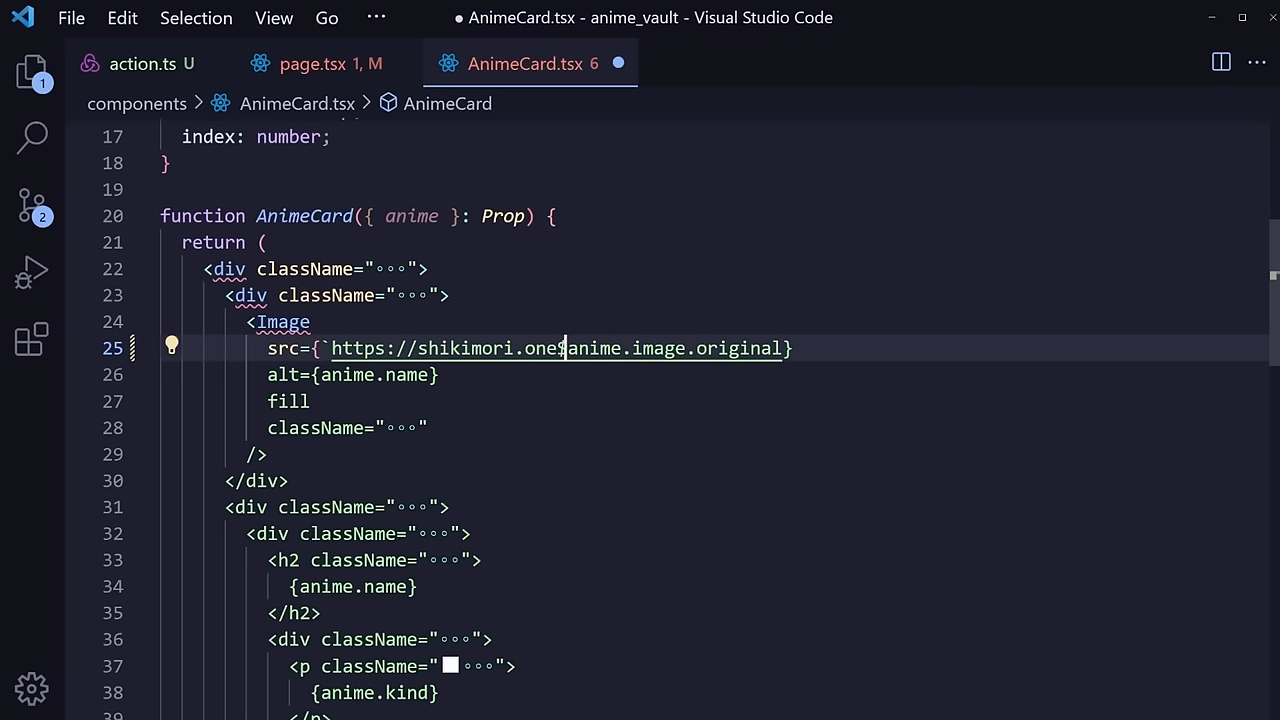 File Edit Selection View Go ··· ● AnimeCard.tsx - anime_vault - Visual Studio Code
action.ts U page.tsx 1, M AnimeCard.tsx 6 ●
components > AnimeCard.tsx > AnimeCard
17 index: number;
18 }
19
20 function AnimeCard({ anime }: Prop) {
21 return (
22 <div className="∘∘∘">
23 <div className="∘∘∘">
24 <Image
25 src={`https://shikimori.one$anime.image.original}
26 alt={anime.name}
27 fill
28 className="∘∘∘"
29 />
30 </div>
31 <div className="∘∘∘">
32 <div className="∘∘∘">
33 <h2 className="∘∘∘">
34 {anime.name}
35 </h2>
36 <div className="∘∘∘">
37 <p className="∘∘∘">
38 {anime.kind}
39 </p>
1
2